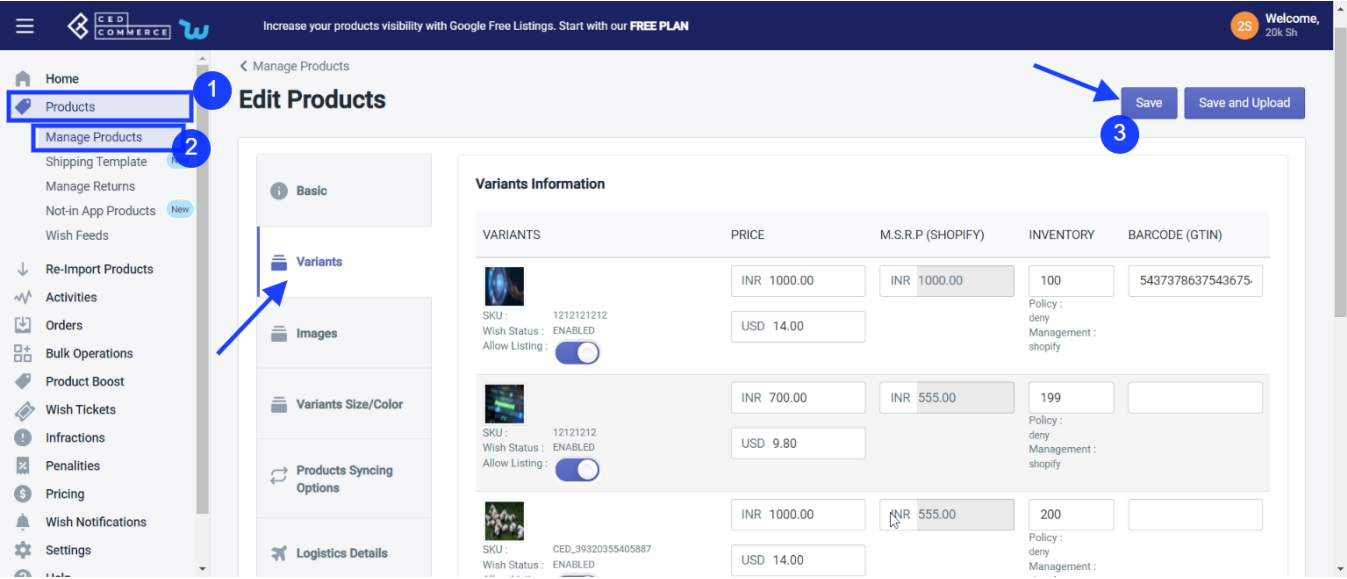 CED
COMMERCE
Increase your products visibility with Google Free Listings. Start with our FREE PLAN
2S
Welcome,
20k Sh
Home
Products
1
Manage Products
2
Shipping Template
Manage Returns
Not-in App Products New
Wish Feeds
Re-Import Products
Activities
Orders
Bulk Operations
Product Boost
Wish Tickets
Infractions
Penalities
Pricing
Wish Notifications
Settings
Help
Manage Products
Edit Products
Save
Save and Upload
3
Basic
Variants
Images
Variants Size/Color
Products Syncing
Options
Logistics Details
Variants Information
VARIANTS PRICE M.S.R.P (SHOPIFY) INVENTORY BARCODE (GTIN)
INR 1000.00 INR 1000.00 100 5437378637543675
Policy :
deny
Management :
shopify
SKU : 1212121212
Wish Status : ENABLED
Allow Listing :
USD 14.00
INR 700.00 INR 555.00 199
Policy :
deny
Management :
shopify
SKU : 12121212
Wish Status : ENABLED
Allow Listing :
USD 9.80
INR 1000.00 INR 555.00 200
Policy :
deny
Management :
SKU : CED_39320355405887
Wish Status : ENABLED
USD 14.00